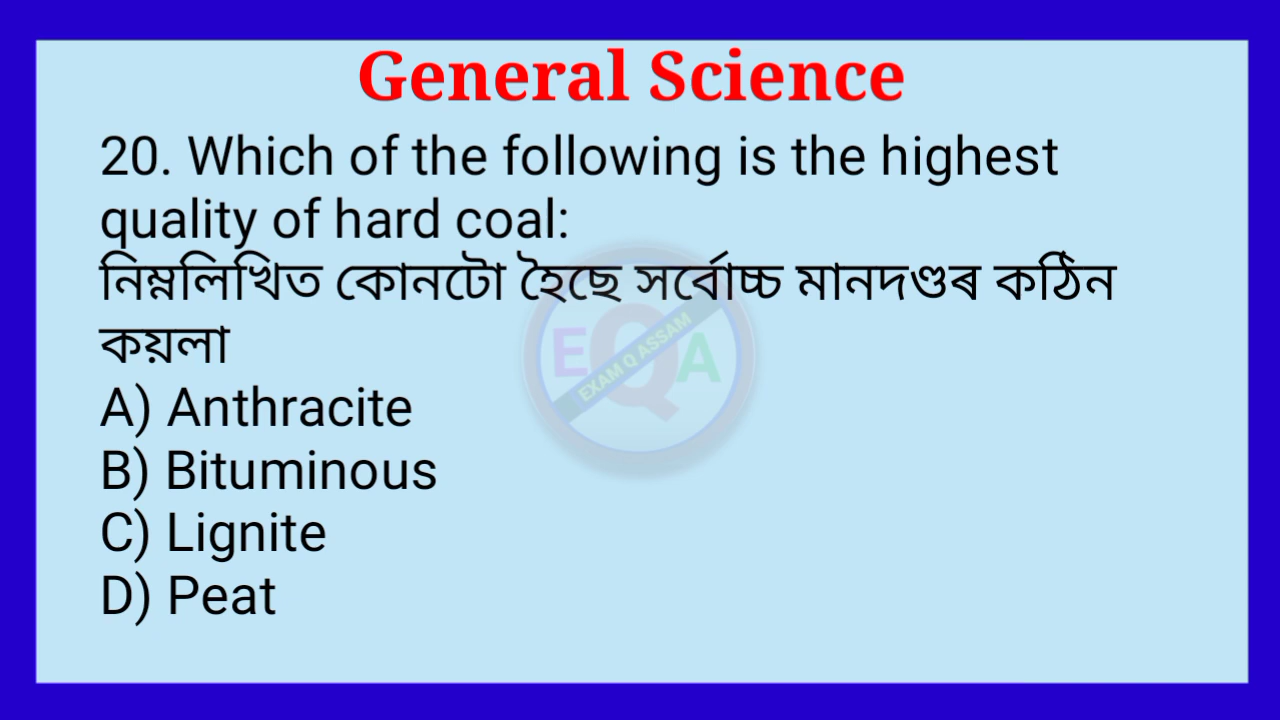 General Science
20. Which of the following is the highest
quality of hard coal:
নিম্নলিখিত কোনটো হৈছে সৰ্বোচ্চ মানদণ্ডৰ কঠিন
কয়লা
E Q A
EXAM Q ASSAM
A) Anthracite
B) Bituminous
C) Lignite
D) Peat